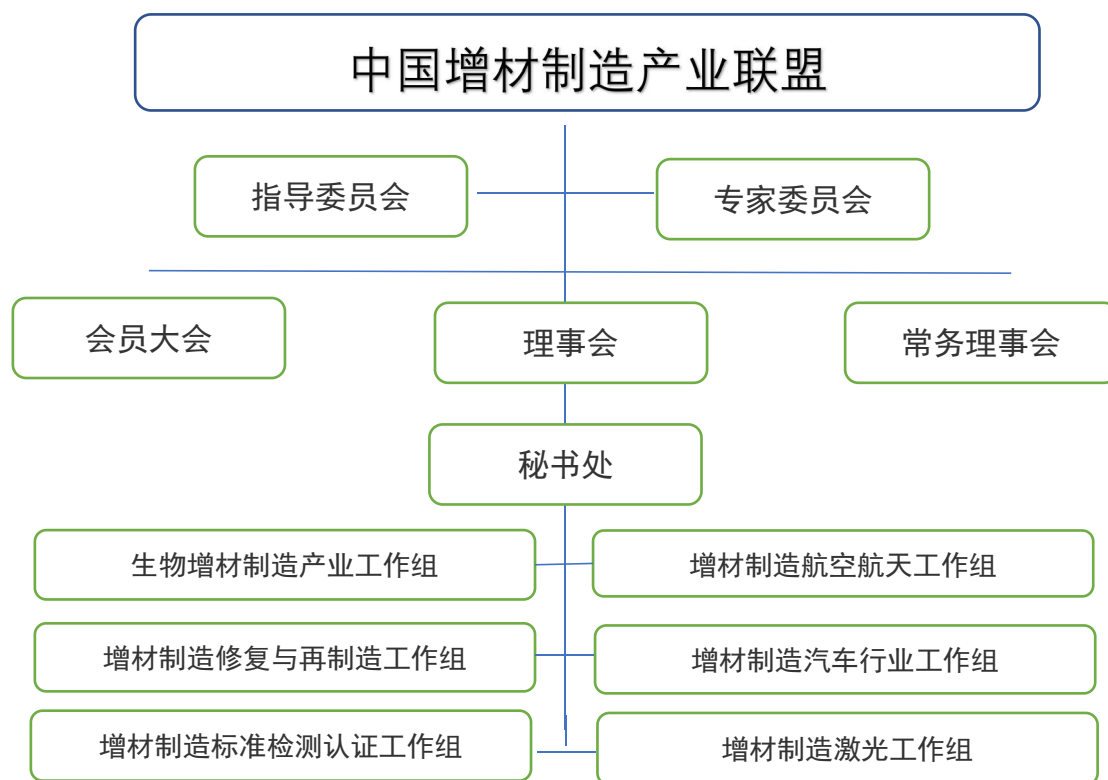 中国增材制造产业联盟
指导委员会
专家委员会
会员大会
理事会
常务理事会
秘书处
生物增材制造产业工作组
增材制造航空航天工作组
增材制造修复与再制造工作组
增材制造汽车行业工作组
增材制造标准检测认证工作组
增材制造激光工作组